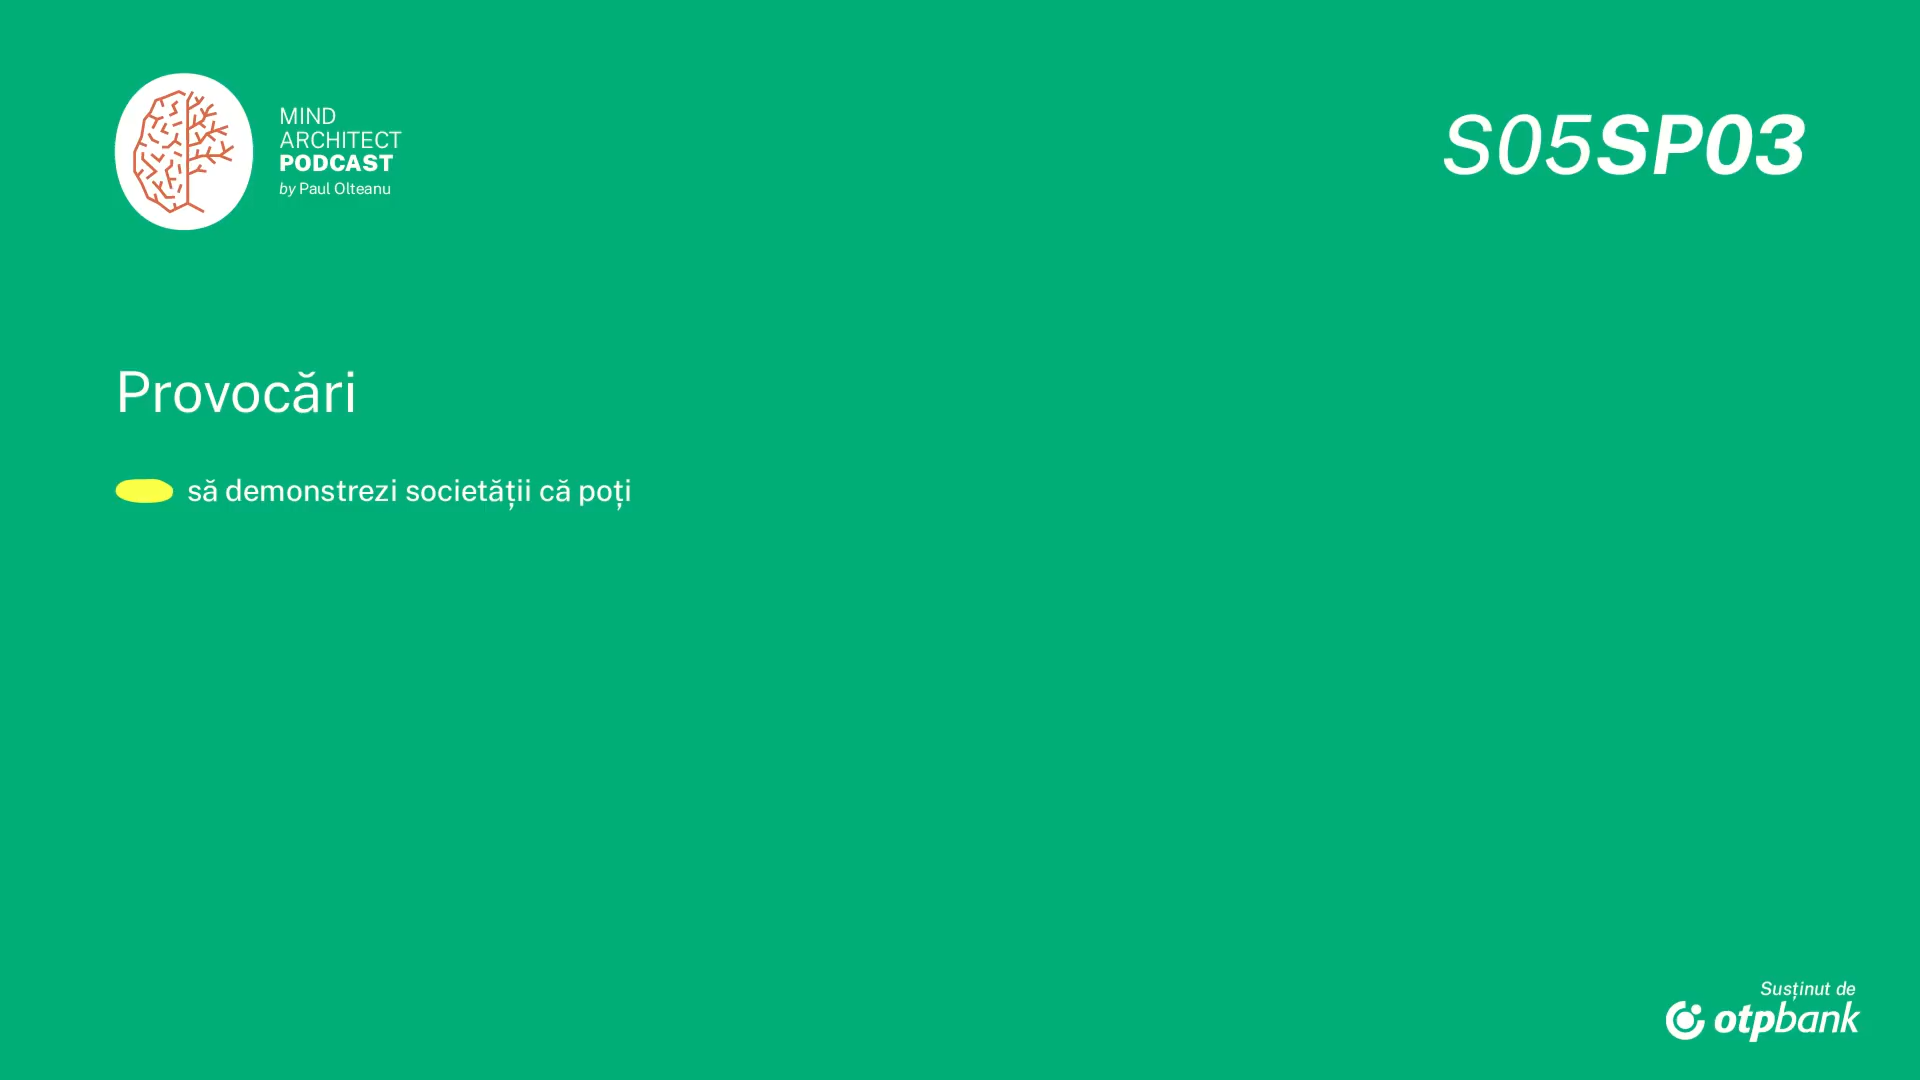 MIND
ARCHITECT
PODCAST
by Paul Olteanu
S05SP03
Provocări
să demonstrezi societății că poți
Susținut de
otpbank